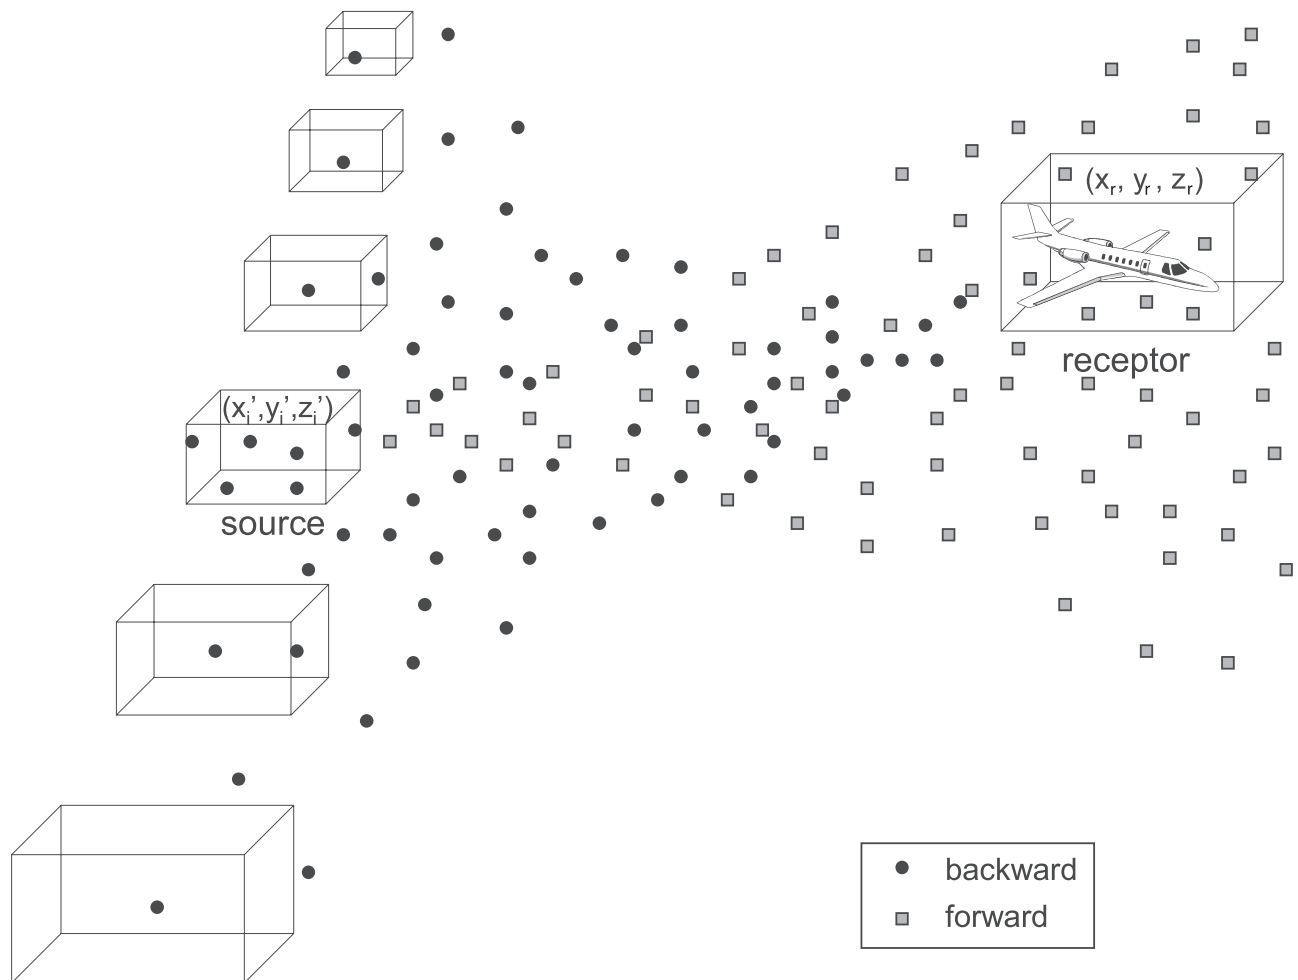 (xᵣ, yᵣ, zᵣ)
receptor
(xᵢ’,yᵢ’,zᵢ’)
source
backward
forward